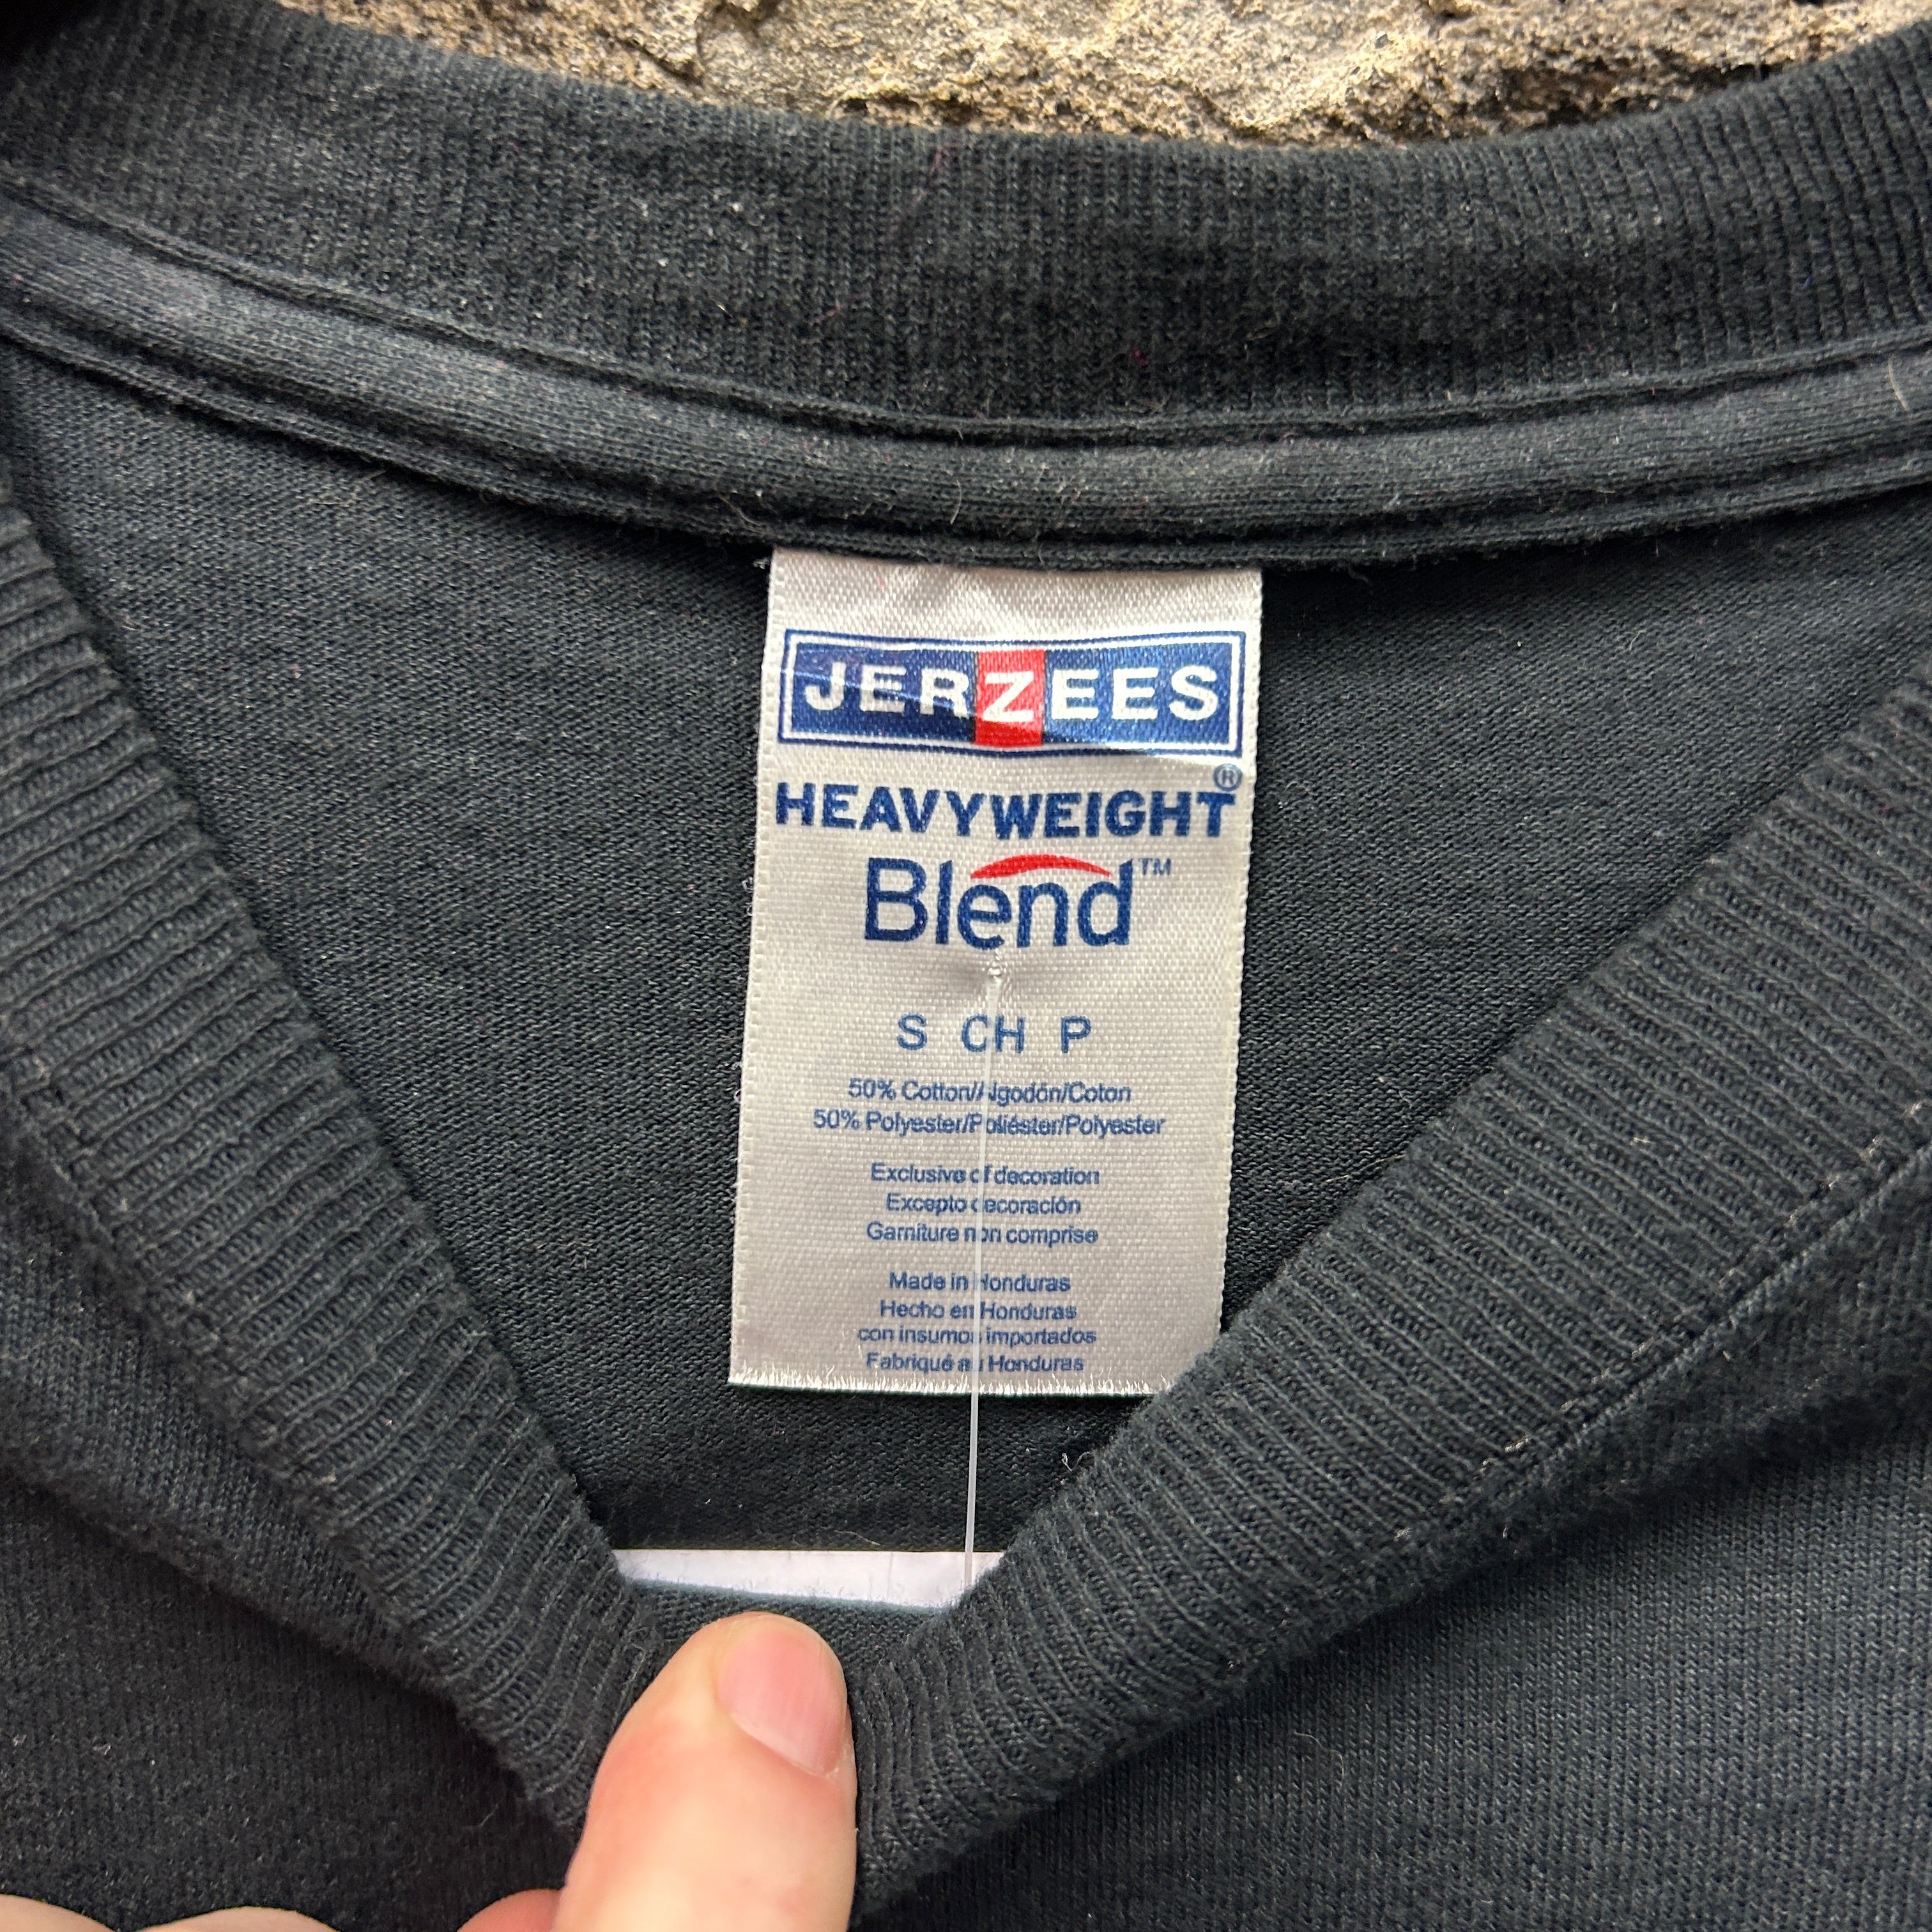 JERZEES
HEAVYWEIGHT®
Blend™
S CH P
50% Cotton/Algodón/Coton
50% Polyester/Poliéster/Polyester
Exclusive of decoration
Excepto decoración
Garniture non comprise
Made in Honduras
Hecho en Honduras
con insumos importados
Fabriqué au Honduras